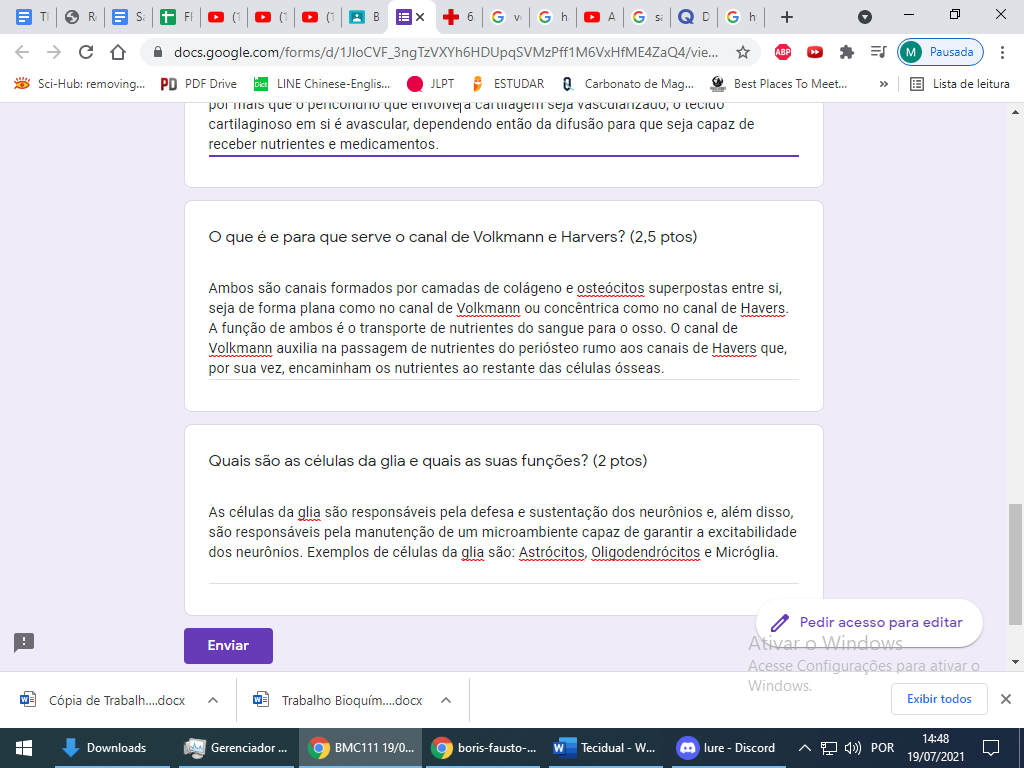 TI
R
Sa
FI
(1
(1
(1
B
6
v
h
A
sa
D
h
docs.google.com/forms/d/1JIoCVF_3ngTzVXYh6HDUpqSVMzPff1M6VxHfME4ZaQ4/vie...
ABP
M Pausada
Sci-Hub: removing...
PDF Drive
LINE Chinese-Englis...
JLPT
ESTUDAR
Carbonato de Mag...
Best Places To Meet...
»
Lista de leitura
por mais que o pericôndrio que envolve a cartilagem seja vascularizado, o tecido
cartilaginoso em si é avascular, dependendo então da difusão para que seja capaz de
receber nutrientes e medicamentos.
O que é e para que serve o canal de Volkmann e Harvers? (2,5 ptos)
Ambos são canais formados por camadas de colágeno e osteócitos superpostas entre si,
seja de forma plana como no canal de Volkmann ou concêntrica como no canal de Havers.
A função de ambos é o transporte de nutrientes do sangue para o osso. O canal de
Volkmann auxilia na passagem de nutrientes do periósteo rumo aos canais de Havers que,
por sua vez, encaminham os nutrientes ao restante das células ósseas.
Quais são as células da glia e quais as suas funções? (2 ptos)
As células da glia são responsáveis pela defesa e sustentação dos neurônios e, além disso,
são responsáveis pela manutenção de um microambiente capaz de garantir a excitabilidade
dos neurônios. Exemplos de células da glia são: Astrócitos, Oligodendrócitos e Micróglia.
Pedir acesso para editar
Enviar
Ativar o Windows
Acesse Configurações para ativar o
Windows.
Cópia de Trabalh....docx
Trabalho Bioquím....docx
Exibir todos
Downloads
Gerenciador ...
BMC111 19/0...
boris-fausto-...
Tecidual - W...
Iure - Discord
POR
14:48
19/07/2021